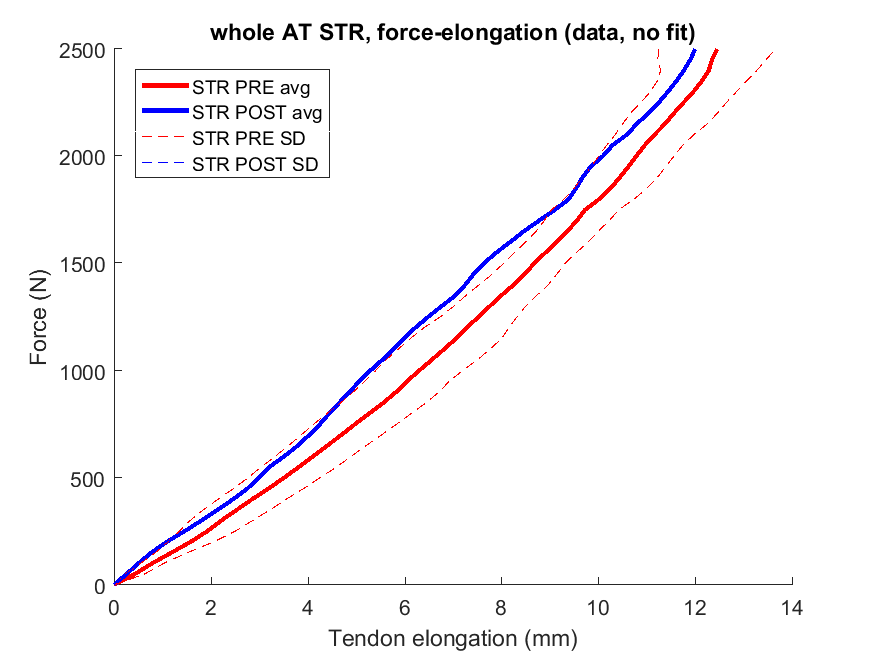 whole AT STR, force-elongation (data, no fit)
2500
2000
1500
1000
500
0
Force (N)
STR PRE avg
STR POST avg
STR PRE SD
STR POST SD
0 2 4 6 8 10 12 14
Tendon elongation (mm)